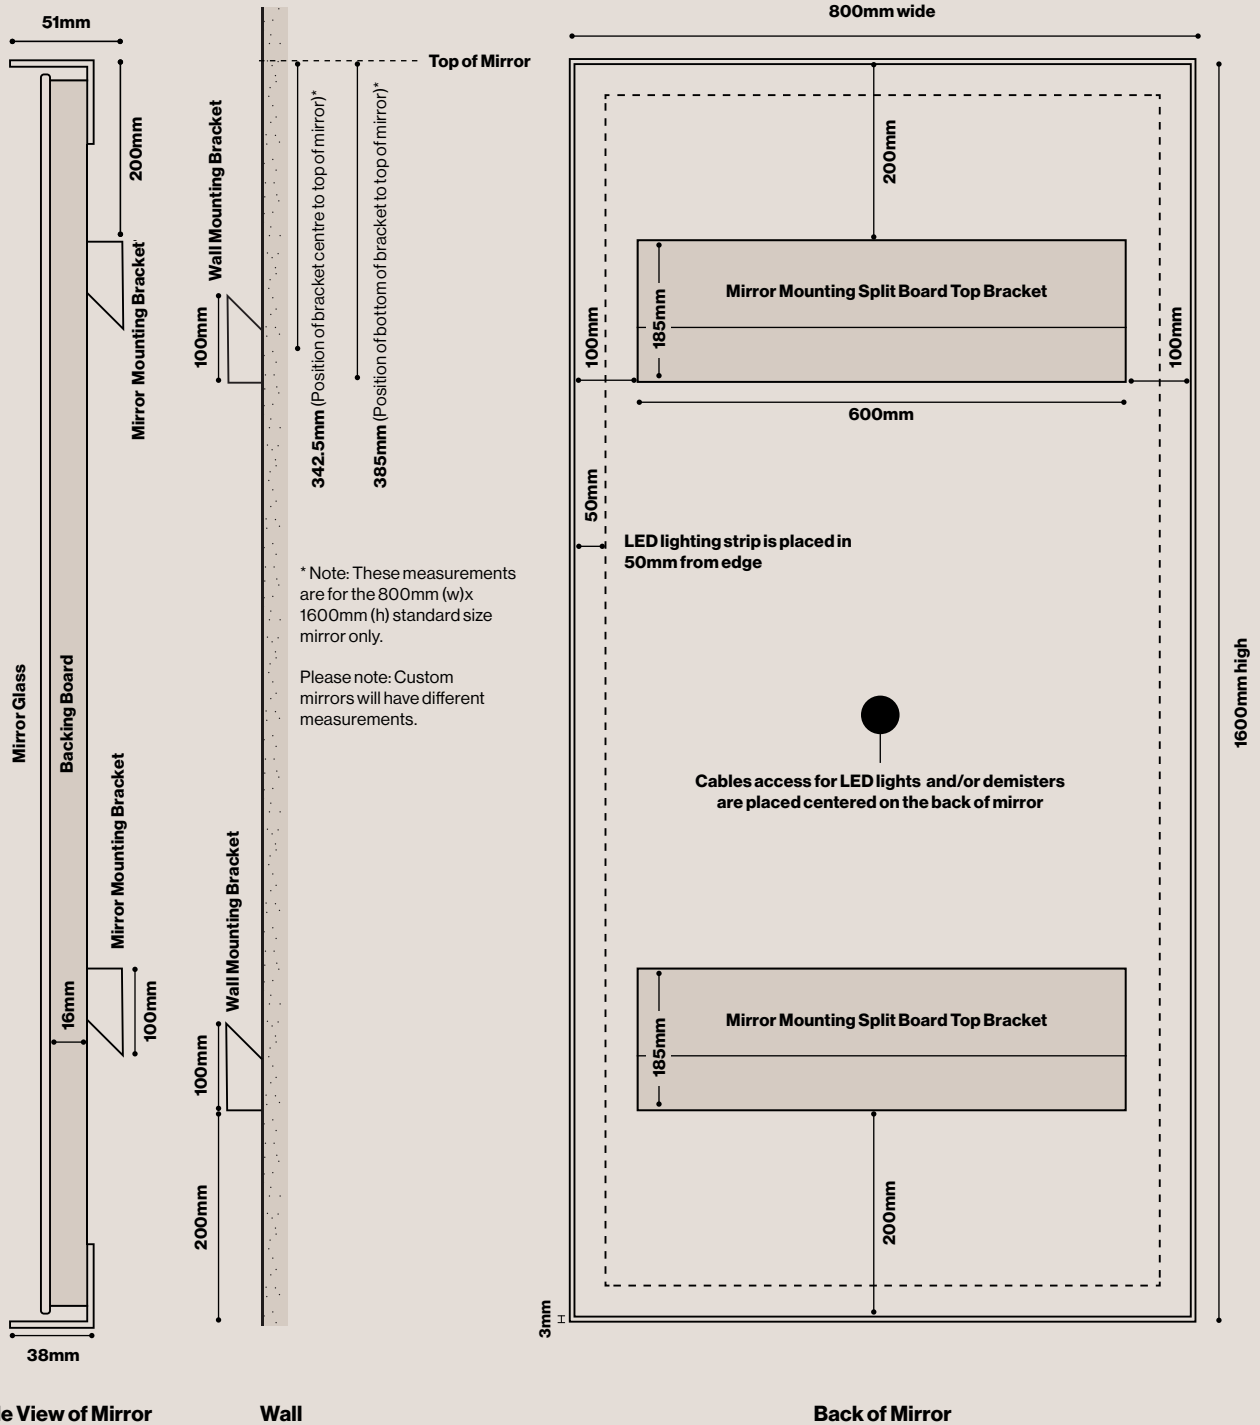 51mm
200mm
Mirror Mounting Bracket
Mirror Glass
Backing Board
Mirror Mounting Bracket
16mm
100mm
38mm
e View of Mirror
Top of Mirror
Wall Mounting Bracket
100mm
342.5mm (Position of bracket centre to top of mirror)*
385mm (Position of bottom of bracket to top of mirror)*
* Note: These measurements
are for the 800mm (w)x
1600mm (h) standard size
mirror only.
Please note: Custom
mirrors will have different
measurements.
Wall Mounting Bracket
100mm
200mm
Wall
800mm wide
200mm
Mirror Mounting Split Board Top Bracket
185mm
100mm
100mm
600mm
50mm
LED lighting strip is placed in
50mm from edge
1600mm high
Cables access for LED lights and/or demisters
are placed centered on the back of mirror
Mirror Mounting Split Board Top Bracket
185mm
200mm
3mm
Back of Mirror